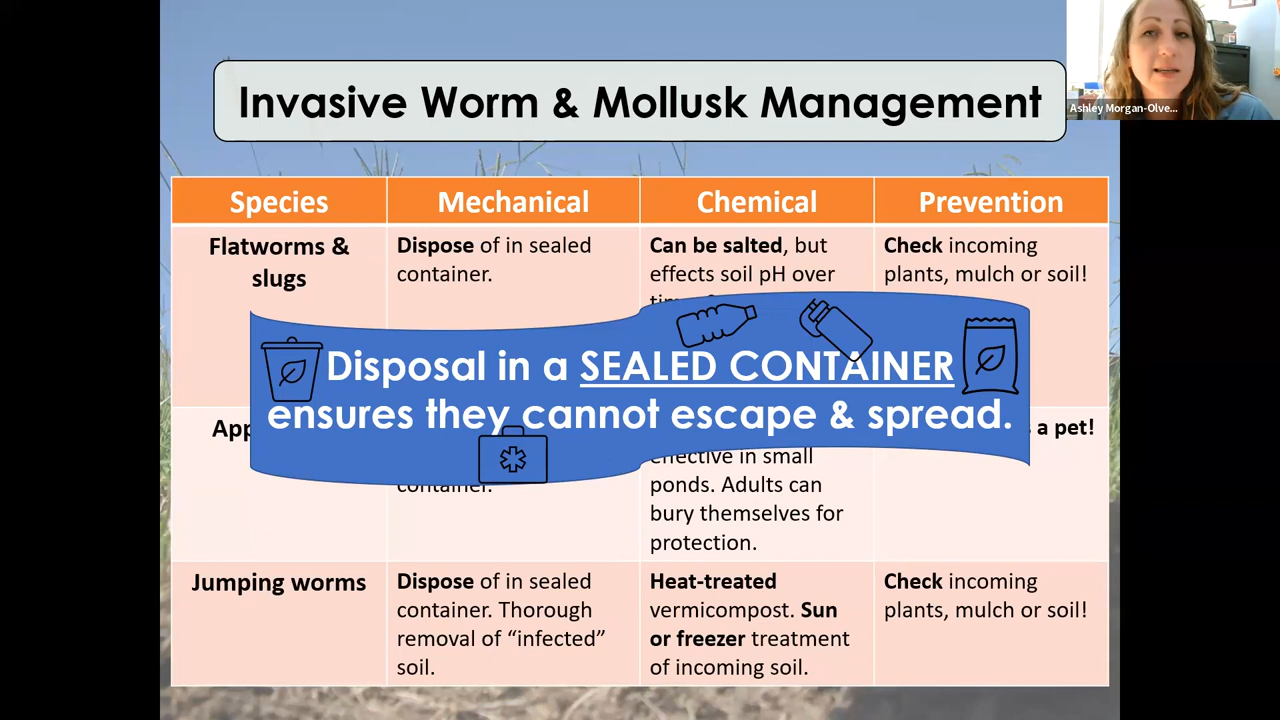 Invasive Worm & Mollusk Management
Ashley Morgan-Olve...
Species
Mechanical
Chemical
Prevention
Flatworms &
slugs
Dispose of in sealed
container.
Can be salted, but
effects soil pH over
Check incoming
plants, mulch or soil!
Disposal in a SEALED CONTAINER
ensures they cannot escape & spread.
a pet!
container.
effective in small
ponds. Adults can
bury themselves for
protection.
Jumping worms
Dispose of in sealed
container. Thorough
removal of “infected”
soil.
Heat-treated
vermicompost. Sun
or freezer treatment
of incoming soil.
Check incoming
plants, mulch or soil!